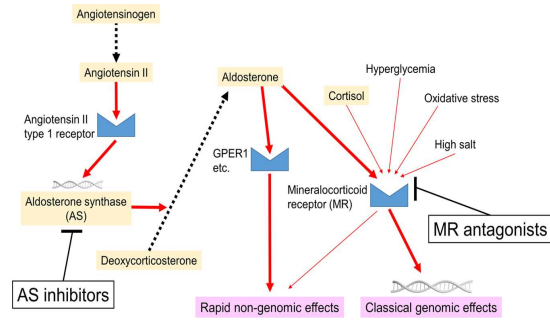 Angiotensinogen
Angiotensin II
Angiotensin II
type 1 receptor
Aldosterone synthase
(AS)
AS inhibitors
Deoxycorticosterone
Aldosterone
GPER1
etc.
Cortisol
Hyperglycemia
Oxidative stress
High salt
Mineralocorticoid
receptor (MR)
MR antagonists
Rapid non-genomic effects
Classical genomic effects